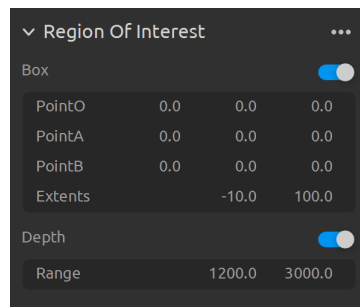 Region Of Interest
Box
PointO 0.0 0.0 0.0
PointA 0.0 0.0 0.0
PointB 0.0 0.0 0.0
Extents -10.0 100.0
Depth
Range 1200.0 3000.0